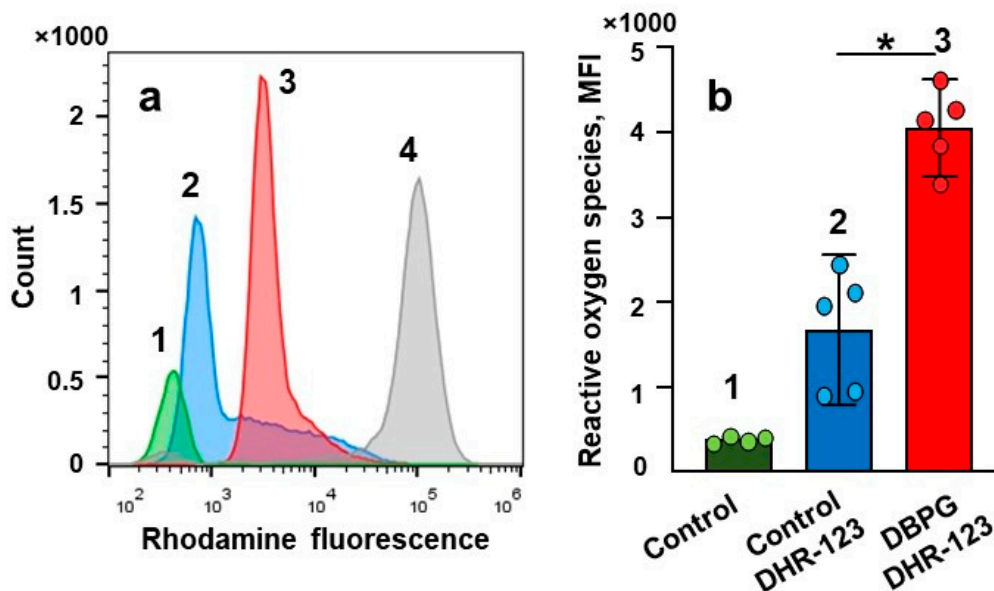 ×1000
a
1
2
3
4
Count
2
1.5
1
0.5
0
10²
10³
10⁴
10⁵
10⁶
Rhodamine fluorescence
×1000
b
*
3
2
1
Reactive oxygen species, MFI
5
4
3
2
1
0
Control
Control
DHR-123
DBPG
DHR-123